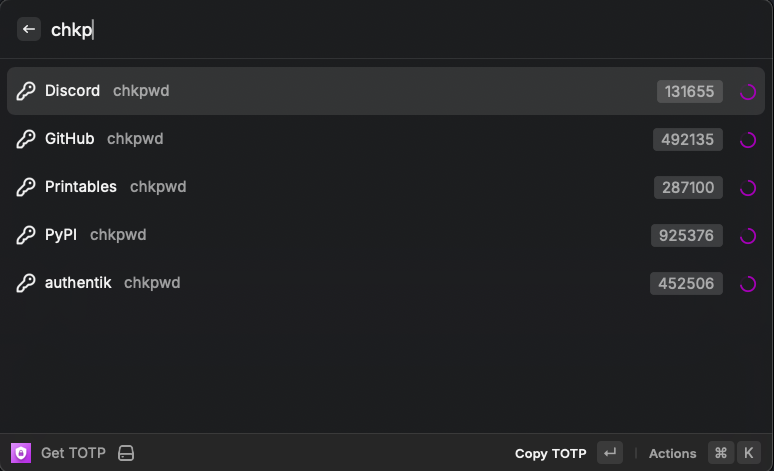 chkp
Discord chkpwd 131655
GitHub chkpwd 492135
Printables chkpwd 287100
PyPI chkpwd 925376
authentik chkpwd 452506
Get TOTP Copy TOTP Actions ⌘ K